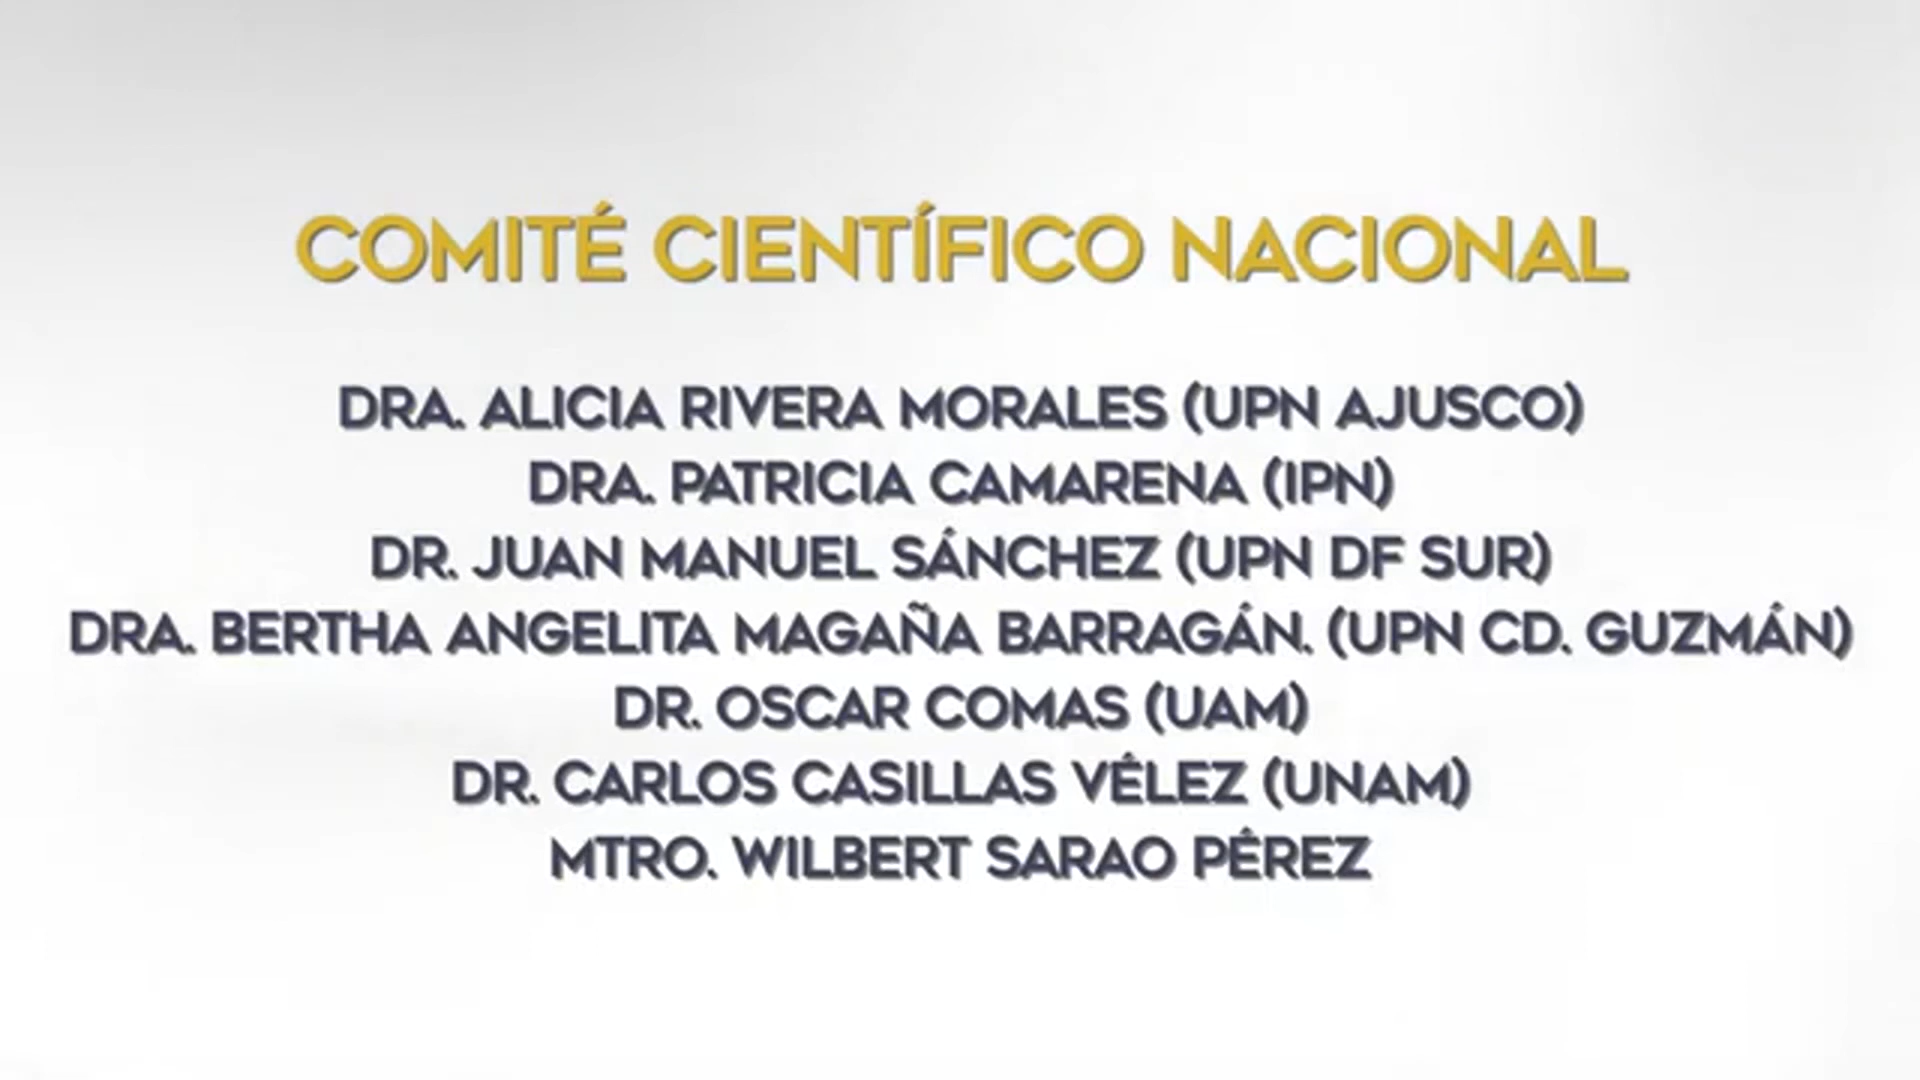 COMITÉ CIENTÍFICO NACIONAL
DRA. ALICIA RIVERA MORALES (UPN AJUSCO)
DRA. PATRICIA CAMARENA (IPN)
DR. JUAN MANUEL SÁNCHEZ (UPN DF SUR)
DRA. BERTHA ANGELITA MAGAÑA BARRAGÁN. (UPN CD. GUZMÁN)
DR. OSCAR COMAS (UAM)
DR. CARLOS CASILLAS VÉLEZ (UNAM)
MTRO. WILBERT SARAO PÉREZ